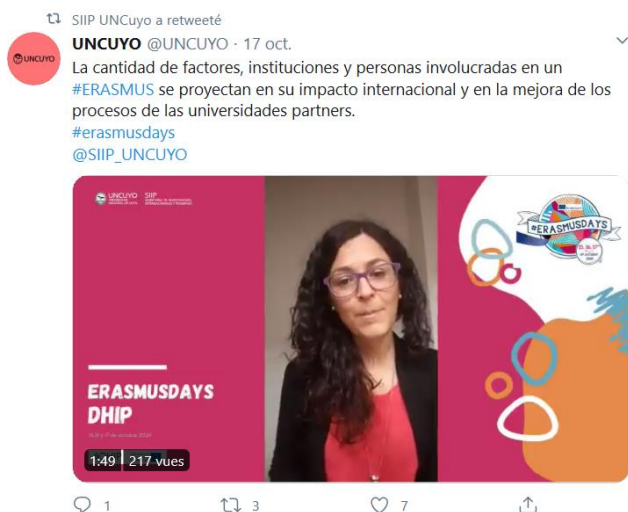 SIIP UNCuyo a retweeté
UNCUYO @UNCUYO · 17 oct.
UNCUYO
La cantidad de factores, instituciones y personas involucradas en un
#ERASMUS se proyectan en su impacto internacional y en la mejora de los
procesos de las universidades partners.
#erasmusdays
@SIIP_UNCUYO
UNCUYO
SIIP
#ERASMUSDAYS
ERASMUSDAYS
DHIP
1:49 217 vues
1 3 7